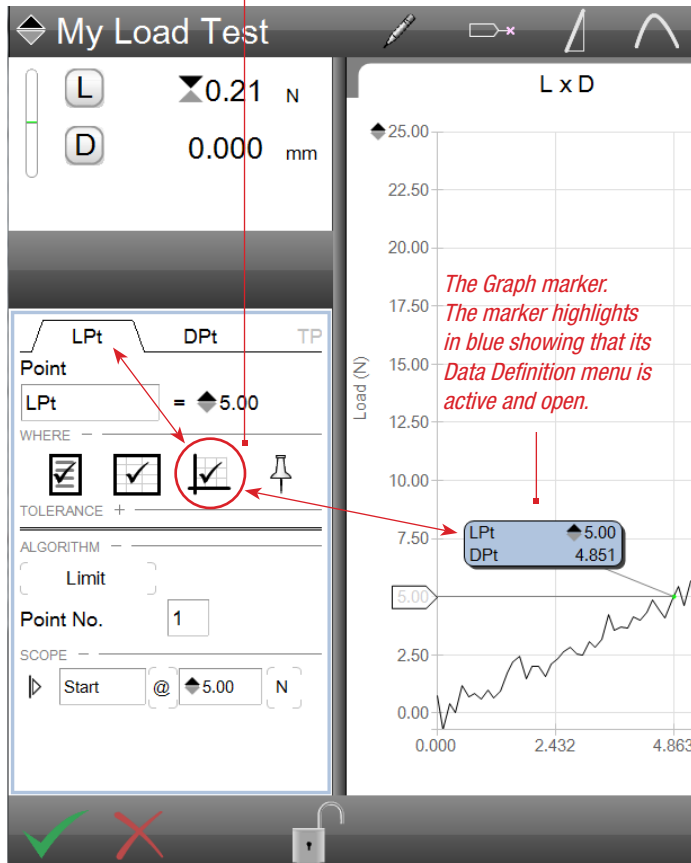 My Load Test
L 0.21 N
D 0.000 mm
LPt DPt TP
Point
LPt = 5.00
WHERE
TOLERANCE +
ALGORITHM
Limit
Point No. 1
SCOPE
Start @ 5.00 N
L x D
25.00
22.50
20.00
17.50
15.00
12.50
10.00
7.50
5.00
2.50
0.00
Load (N)
0.000 2.432 4.863
The Graph marker.
The marker highlights
in blue showing that its
Data Definition menu is
active and open.
LPt 5.00
DPt 4.851